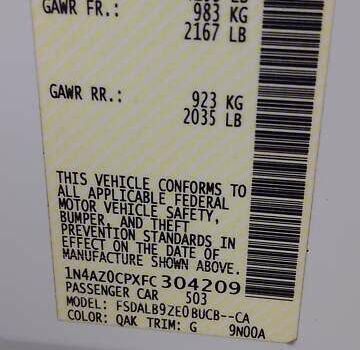 GAWR FR.: 983 KG
2167 LB
GAWR RR.: 923 KG
2035 LB
THIS VEHICLE CONFORMS TO
ALL APPLICABLE FEDERAL
MOTOR VEHICLE SAFETY,
BUMPER, AND THEFT
PREVENTION STANDARDS IN
EFFECT ON THE DATE OF
MANUFACTURE SHOWN ABOVE.
1N4AZ0CPXFC304209
PASSENGER CAR 503
MODEL: FSDALB9ZE0BUCB--CA
COLOR: QAK TRIM: G 9N00A